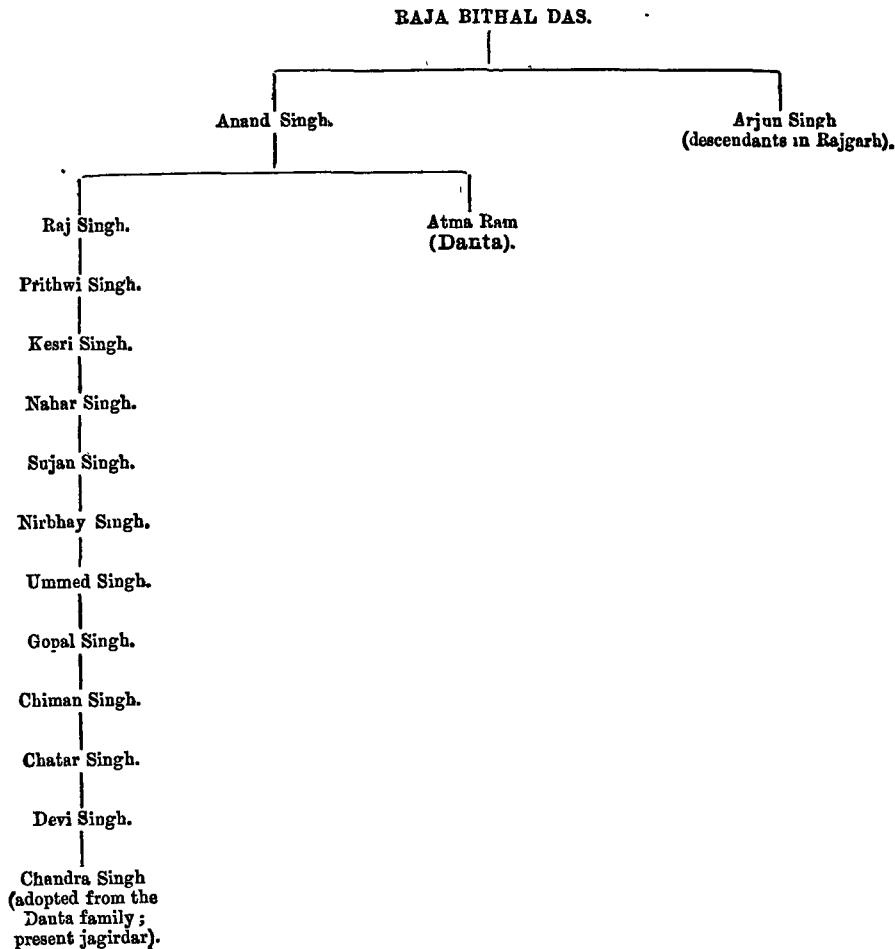 RAJA BITHAL DAS.
Anand Singh.
Arjun Singh
(descendants in Rajgarh).
Raj Singh.
Atma Ram
(Danta).
Prithwi Singh.
Kesri Singh.
Nahar Singh.
Sujan Singh.
Nirbhay Singh.
Ummed Singh.
Gopal Singh.
Chiman Singh.
Chatar Singh.
Devi Singh.
Chandra Singh
(adopted from the
Danta family;
present jagirdar).